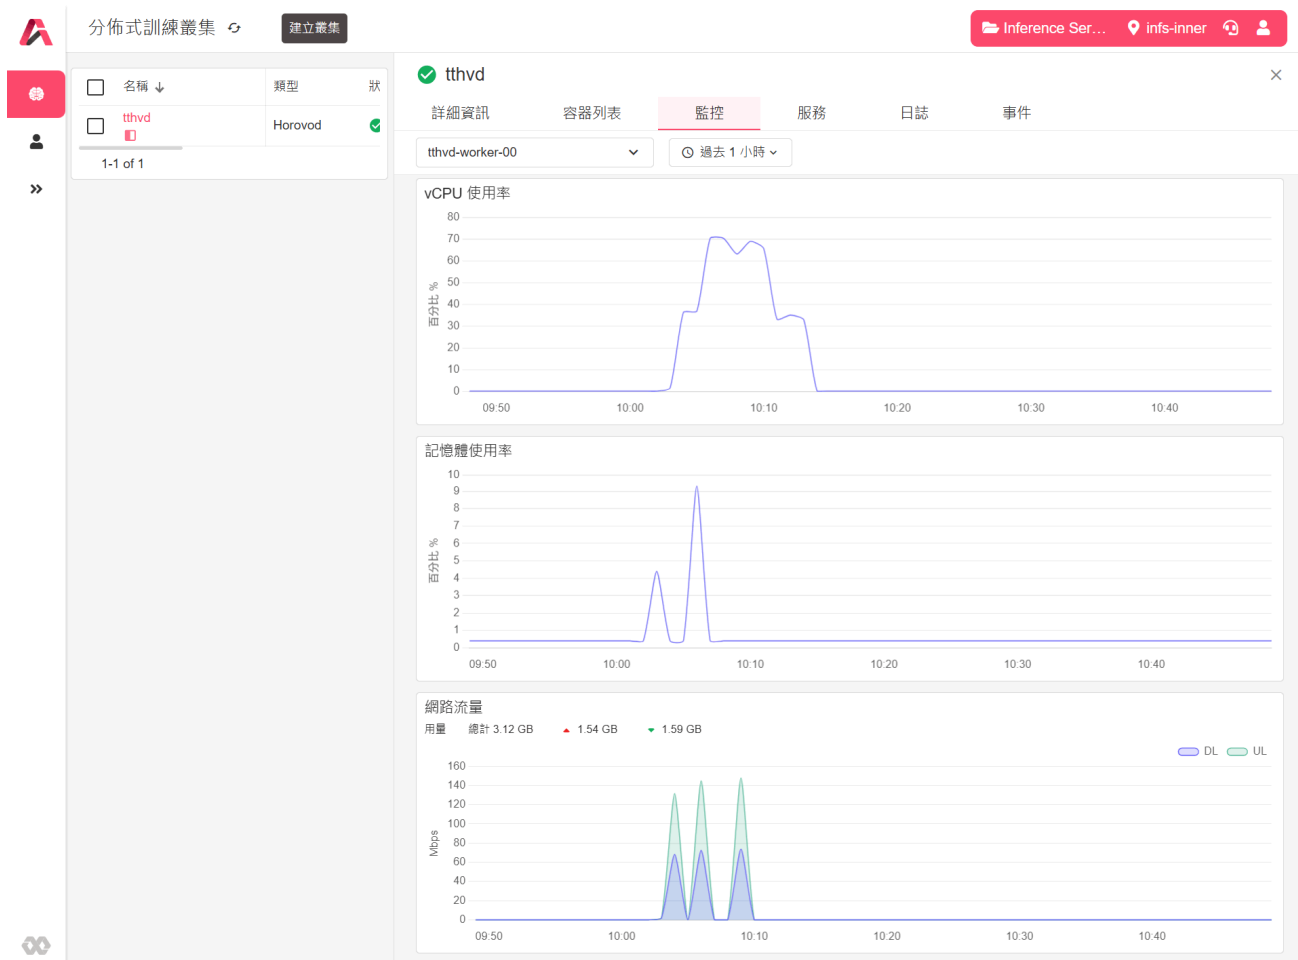 分佈式訓練叢集
建立叢集
Inference Ser...
infs-inner
名稱
類型
狀
tthvd
Horovod
1-1 of 1
tthvd
詳細資訊
容器列表
監控
服務
日誌
事件
tthvd-worker-00
過去 1 小時
vCPU 使用率
百分比 %
80
70
60
50
40
30
20
10
0
09:50 10:00 10:10 10:20 10:30 10:40
記憶體使用率
百分比 %
10
9
8
7
6
5
4
3
2
1
0
09:50 10:00 10:10 10:20 10:30 10:40
網路流量
用量 總計 3.12 GB 1.54 GB 1.59 GB
DL UL
Mbps
160
140
120
100
80
60
40
20
0
09:50 10:00 10:10 10:20 10:30 10:40